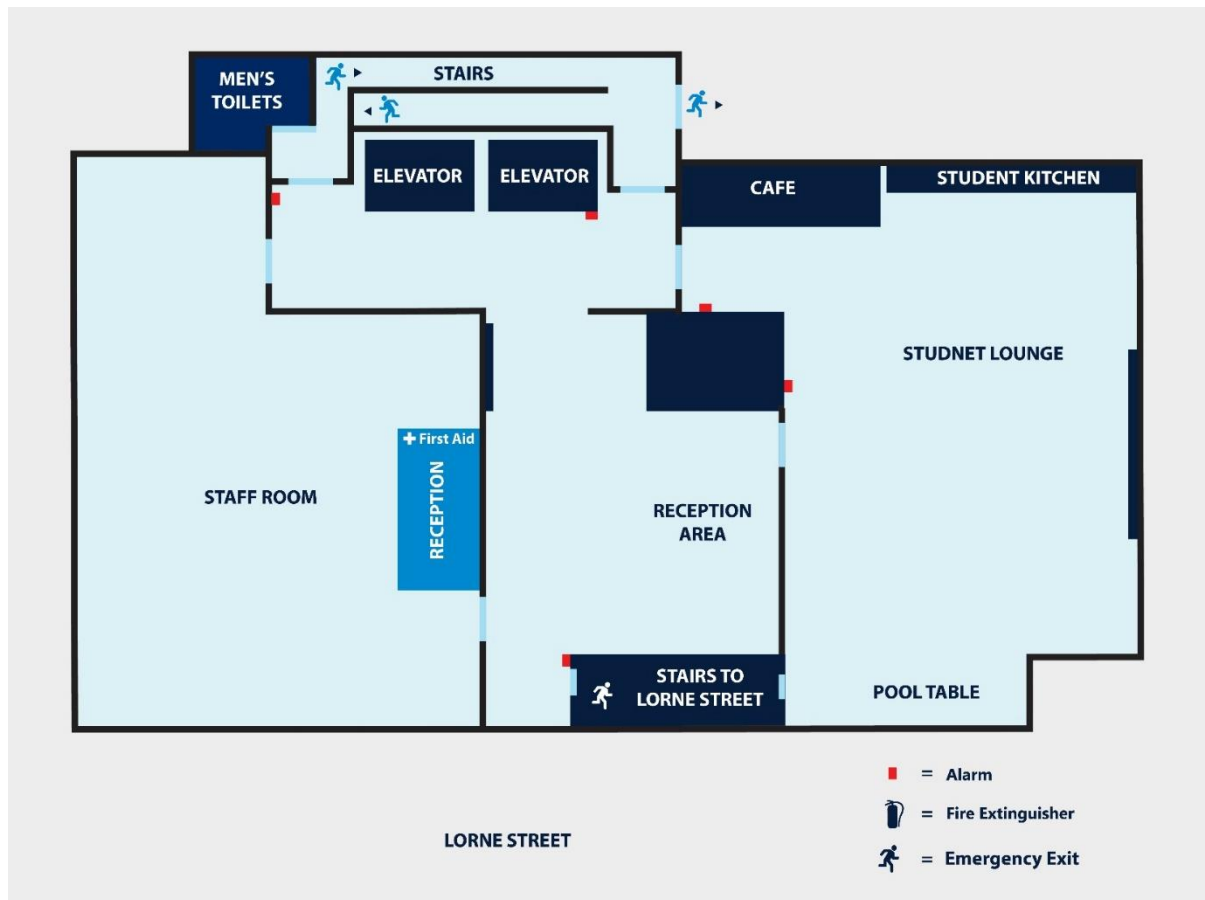 MEN'S
TOILETS
STAIRS
ELEVATOR
ELEVATOR
CAFE
STUDENT KITCHEN
STUDNET LOUNGE
First Aid
RECEPTION
STAFF ROOM
RECEPTION
AREA
STAIRS TO
LORNE STREET
POOL TABLE
= Alarm
= Fire Extinguisher
= Emergency Exit
LORNE STREET